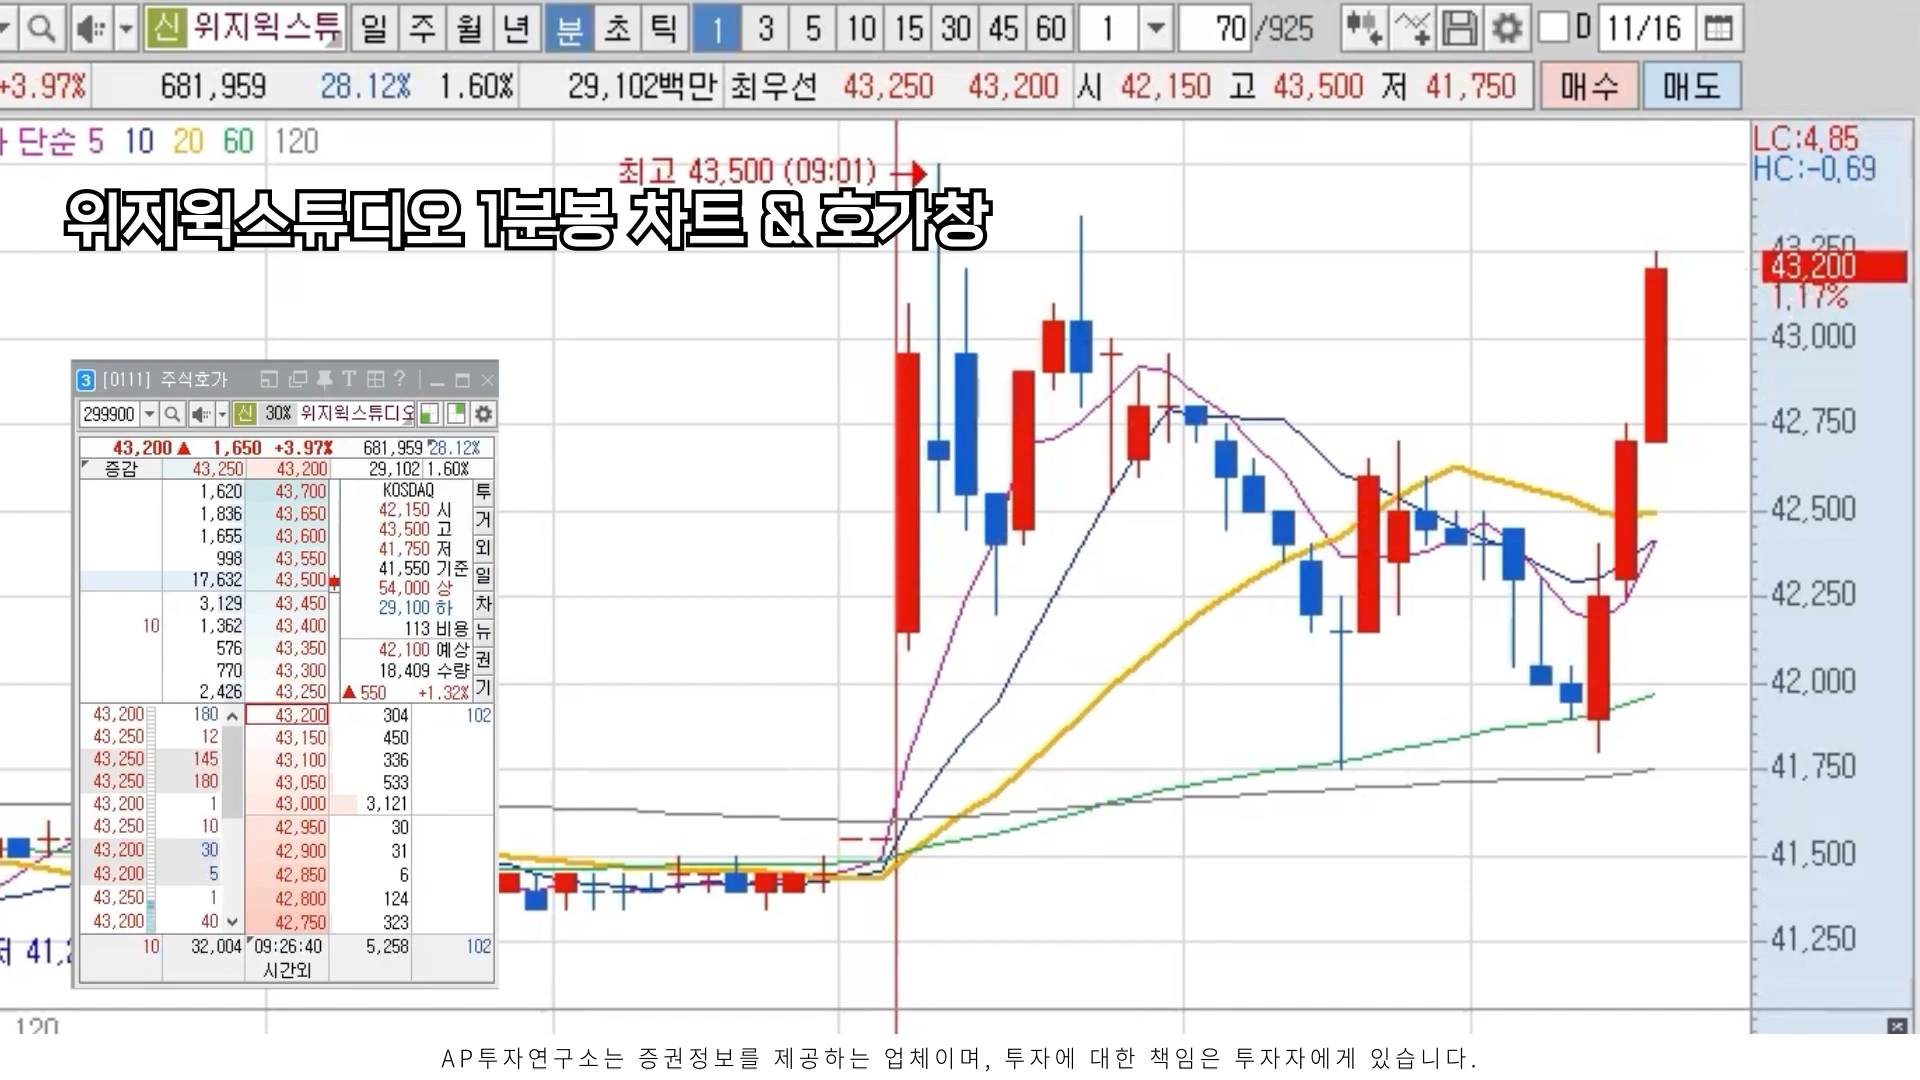 신 위지윅스튜 일 주 월 년 분 초 틱 1 3 5 10 15 30 45 60 1 70 /925 D 11/16
+3.97% 681,959 28.12% 1.60% 29,102백만 최우선 43,250 43,200 시 42,150 고 43,500 저 41,750 매수 매도
단순 5 10 20 60 120
LC:4.85
HC:-0.69
최고 43,500 (09:01)
위지윅스튜디오 1분봉 차트 & 호가창
43,250
43,200
1.17%
43,000
42,750
42,500
42,250
42,000
41,750
41,500
41,250
3 [0111] 주식호가 T ?
299900 신 30% 위지윅스튜디오
43,200 ▲ 1,650 +3.97% 681,959 28.12%
증감 43,250 43,200 29,102 1.60%
1,620 43,700 KOSDAQ 투
1,836 43,650 42,150 시 거
1,655 43,600 43,500 고 외
998 43,550 41,750 저 일
17,632 43,500 41,550 기준 차
3,129 43,450 54,000 상 뉴
10 1,362 43,400 29,100 하 권
576 43,350 113 비용 기
770 43,300 42,100 예상
2,426 43,250 18,409 수량
▲ 550 +1.32%
43,200 180 43,200 304 102
43,250 12 43,150 450
43,250 145 43,100 336
43,250 180 43,050 533
43,200 1 43,000 3,121
43,250 10 42,950 30
43,200 30 42,900 31
43,200 5 42,850 6
43,250 1 42,800 124
43,200 40 42,750 323
10 32,004 09:26:40 5,258 102
시간외
저 41,2
120
AP투자연구소는 증권정보를 제공하는 업체이며, 투자에 대한 책임은 투자자에게 있습니다.